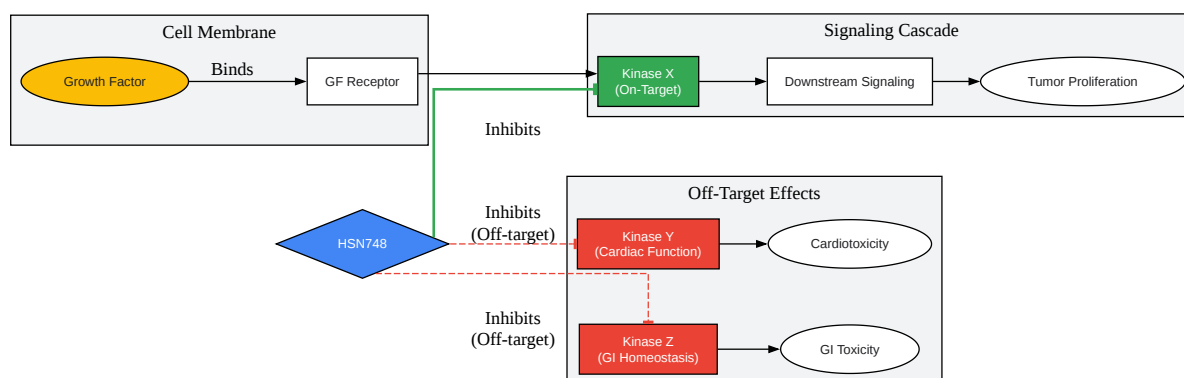 Cell Membrane
Growth Factor
Binds
GF Receptor
Signaling Cascade
Kinase X
(On-Target)
Downstream Signaling
Tumor Proliferation
Inhibits
HSN748
Inhibits
(Off-target)
Off-Target Effects
Kinase Y
(Cardiac Function)
Cardiotoxicity
Inhibits
(Off-target)
Kinase Z
(GI Homeostasis)
GI Toxicity